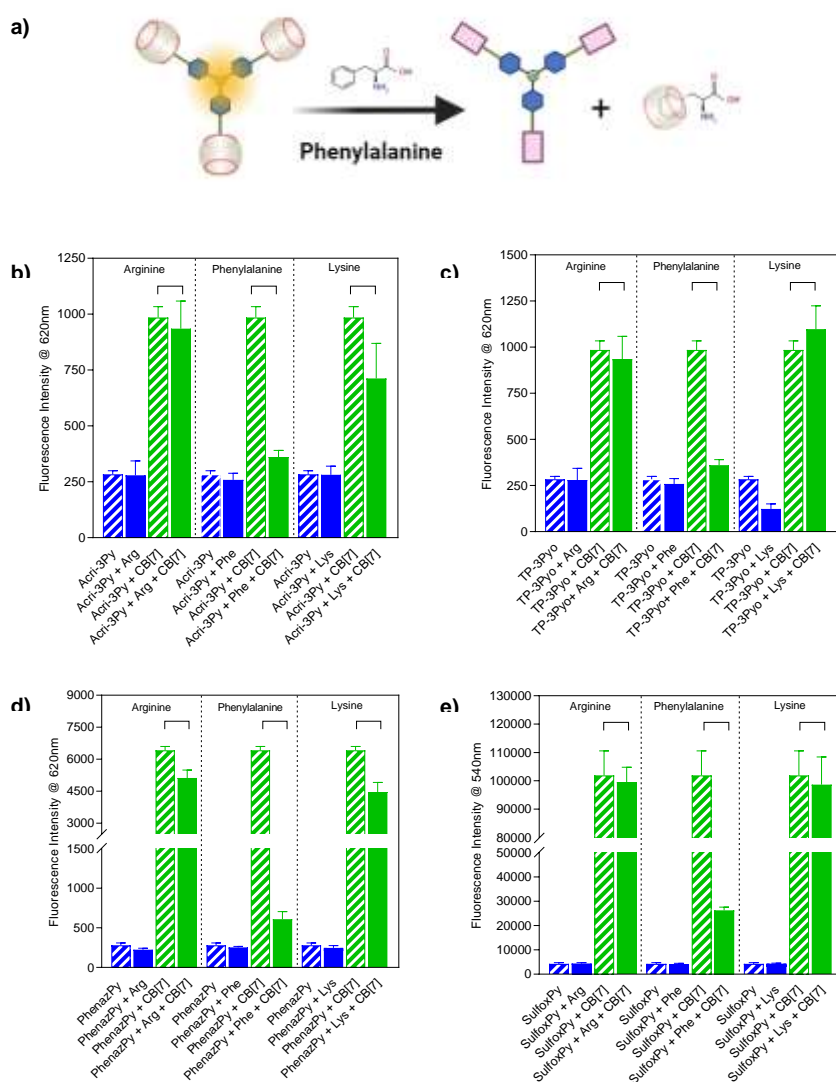 a)
O
OH
NH2
Phenylalanine
+
O
OH
NH2
b)
Fluorescence Intensity @ 620nm
1250
1000
750
500
250
0
Arginine
Phenylalanine
Lysine
Acri-3Py
Acri-3Py + Arg
Acri-3Py + CB[7]
Acri-3Py + Arg + CB[7]
Acri-3Py
Acri-3Py + Phe
Acri-3Py + CB[7]
Acri-3Py + Phe + CB[7]
Acri-3Py
Acri-3Py + Lys
Acri-3Py + CB[7]
Acri-3Py + Lys + CB[7]
c)
Fluorescence Intensity @ 620nm
1500
1250
1000
750
500
250
0
Arginine
Phenylalanine
Lysine
TP-3Pyo
TP-3Pyo+ Arg
TP-3Pyo + CB[7]
TP-3Pyo+ Arg + CB[7]
TP-3Pyo
TP-3Pyo+ Phe
TP-3Pyo + CB[7]
TP-3Pyo+ Phe + CB[7]
TP-3Pyo
TP-3Pyo + Lys
TP-3Pyo + CB[7]
TP-3Pyo + Lys + CB[7]
d)
Fluorescence Intensity @ 620nm
9000
7500
6000
4500
3000
1500
1000
500
0
Arginine
Phenylalanine
Lysine
PhenazPy
PhenazPy + Arg
PhenazPy + CB[7]
PhenazPy + Arg + CB[7]
PhenazPy
PhenazPy + Phe
PhenazPy + CB[7]
PhenazPy + Phe + CB[7]
PhenazPy
PhenazPy + Lys
PhenazPy + CB[7]
PhenazPy + Lys + CB[7]
e)
Fluorescence Intensity @ 540nm
130000
120000
110000
100000
90000
80000
50000
40000
30000
20000
10000
0
Arginine
Phenylalanine
Lysine
SulfoxPy
SulfoxPy + Arg
SulfoxPy + CB[7]
SulfoxPy + Arg + CB[7]
SulfoxPy
SulfoxPy + Phe
SulfoxPy + CB[7]
SulfoxPy + Phe + CB[7]
SulfoxPy
SulfoxPy + Lys
SulfoxPy + CB[7]
SulfoxPy + Lys + CB[7]